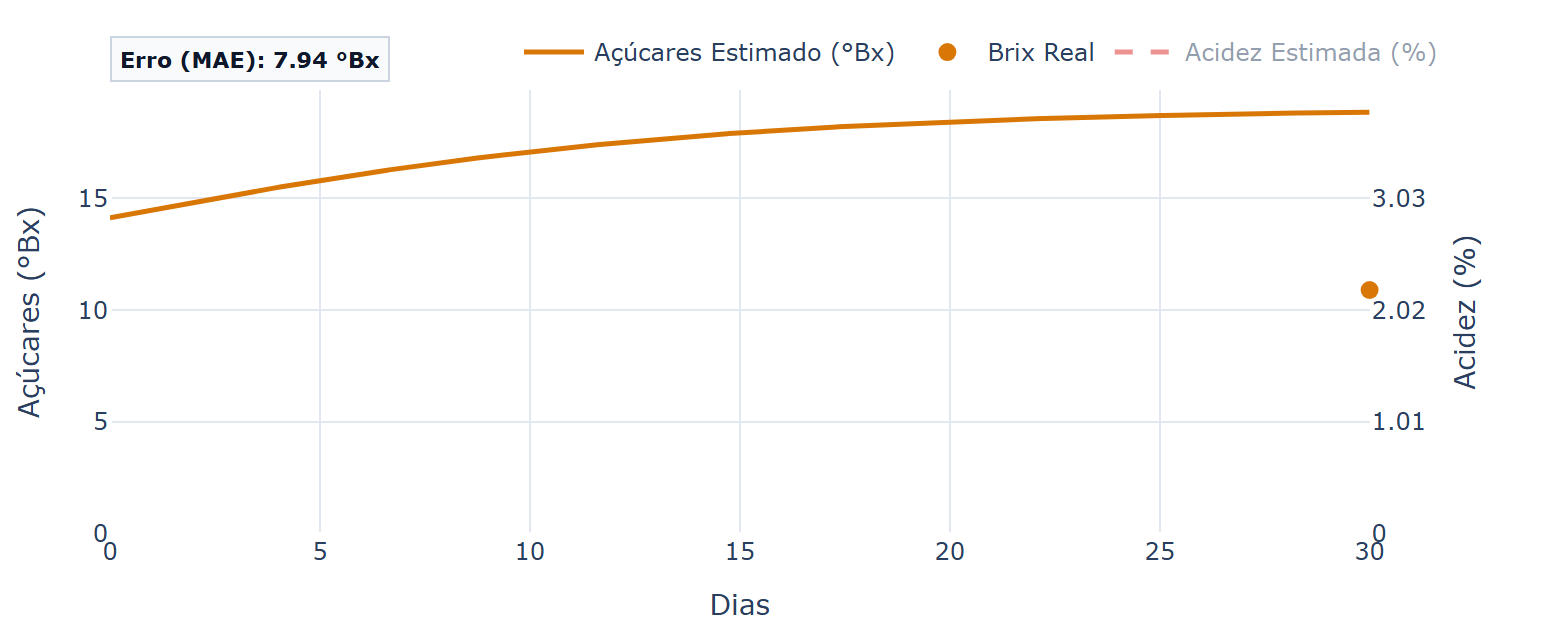 Erro (MAE): 7.94 ºBx
Açúcares Estimado (°Bx)
Brix Real
Acidez Estimada (%)
Açúcares (°Bx)
15
10
5
0
3.03
2.02
1.01
0
Acidez (%)
0 5 10 15 20 25 30
Dias